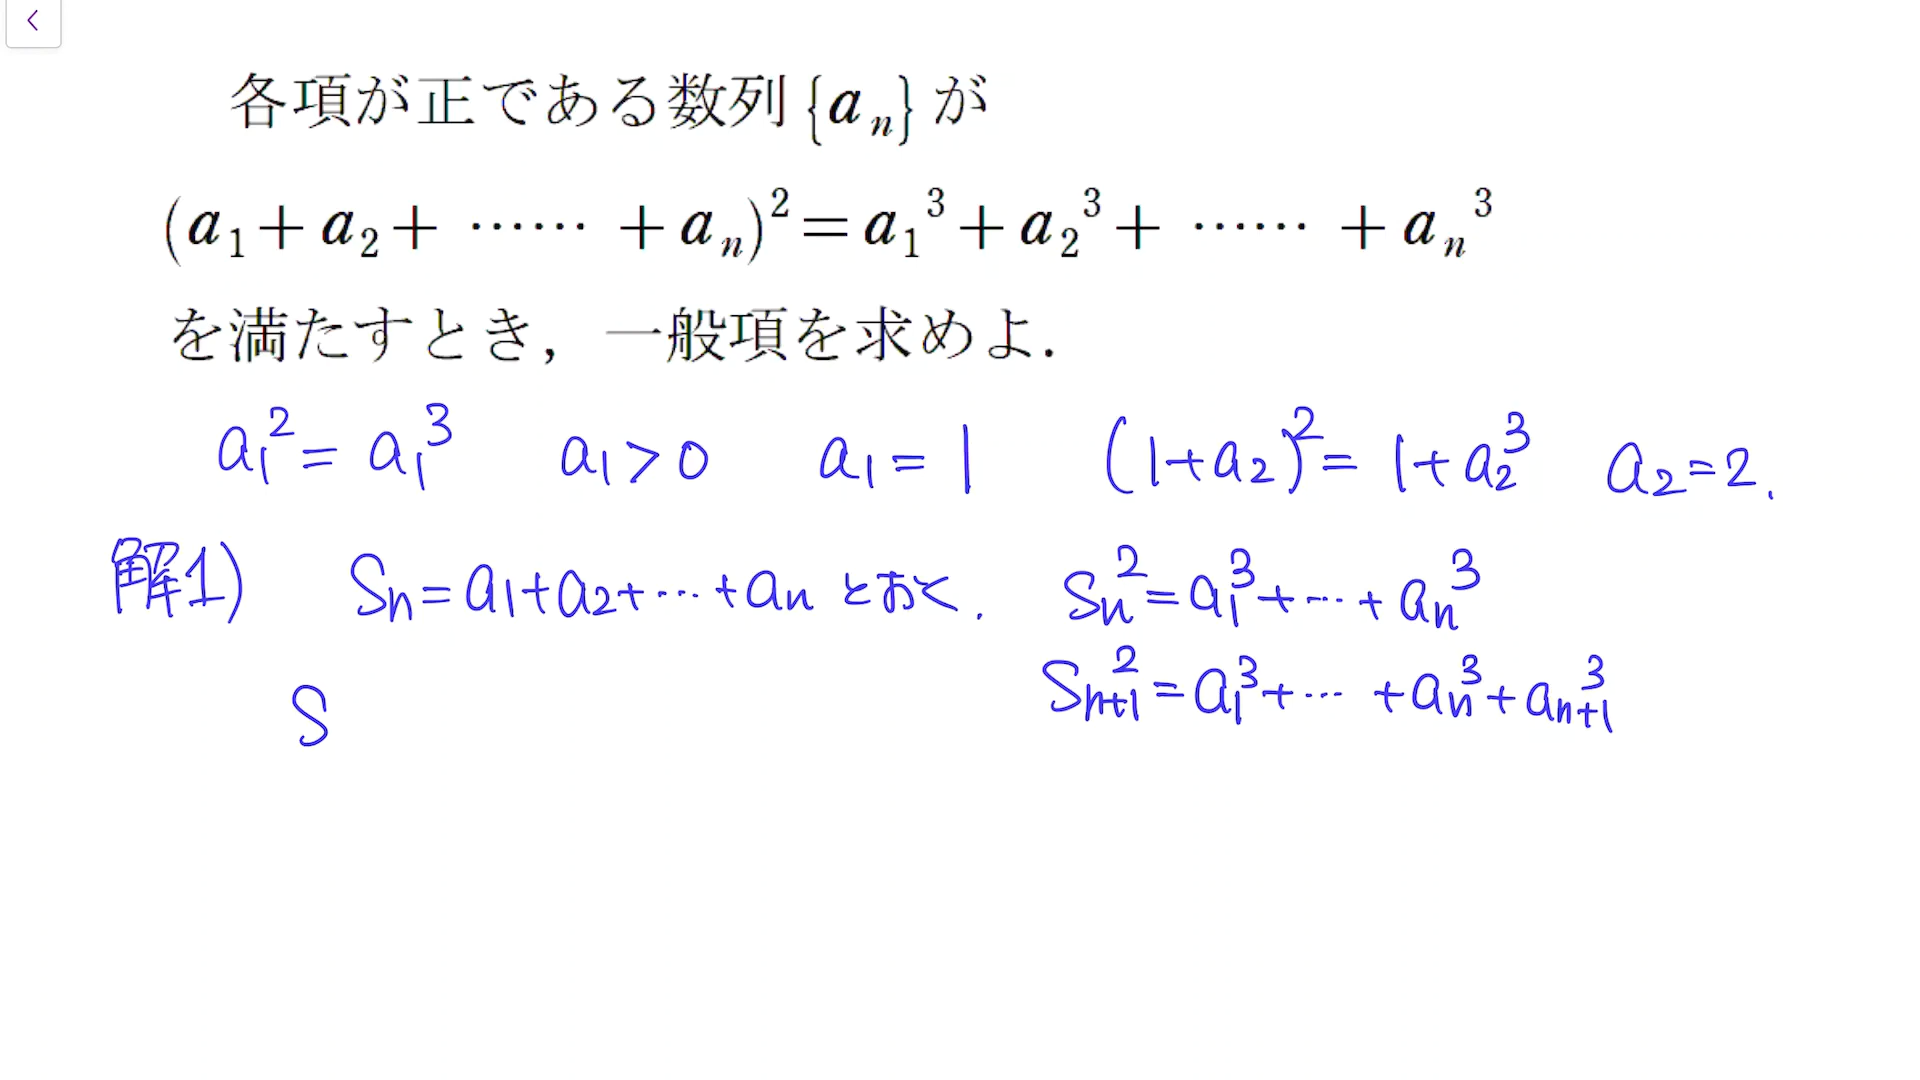 各項が正である数列 {aₙ} が
(a₁＋a₂＋ …… ＋aₙ)²＝a₁³＋a₂³＋ …… ＋aₙ³
を満たすとき，一般項を求めよ．
a₁²= a₁³ a₁>0 a₁= 1 (1+a₂)²= 1+a₂³ a₂=2.
解1) Sₙ=a₁+a₂+…+aₙ とおく. Sₙ²=a₁³+…+aₙ³
Sₙ₊₁²=a₁³+… +aₙ³+aₙ₊₁³
S